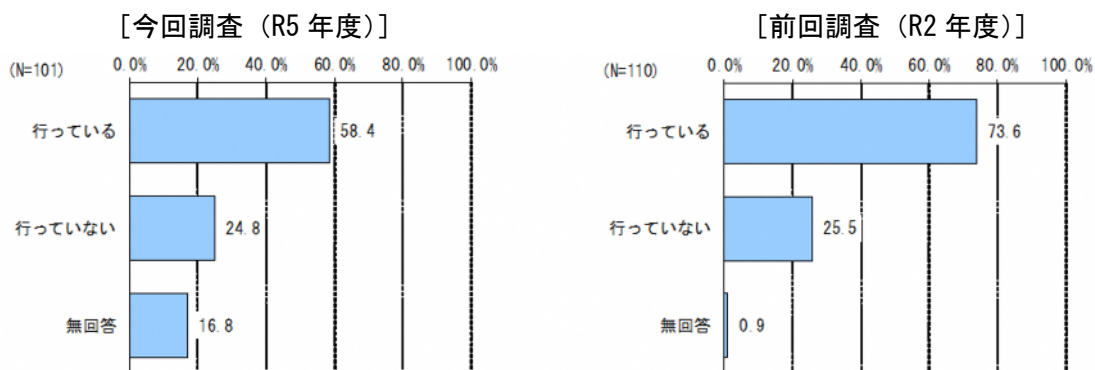 [今回調査（R5 年度）]
(N=101)
0.0% 20.0% 40.0% 60.0% 80.0% 100.0%
行っている 58.4
行っていない 24.8
無回答 16.8
[前回調査（R2 年度）]
(N=110)
0.0% 20.0% 40.0% 60.0% 80.0% 100.0%
行っている 73.6
行っていない 25.5
無回答 0.9